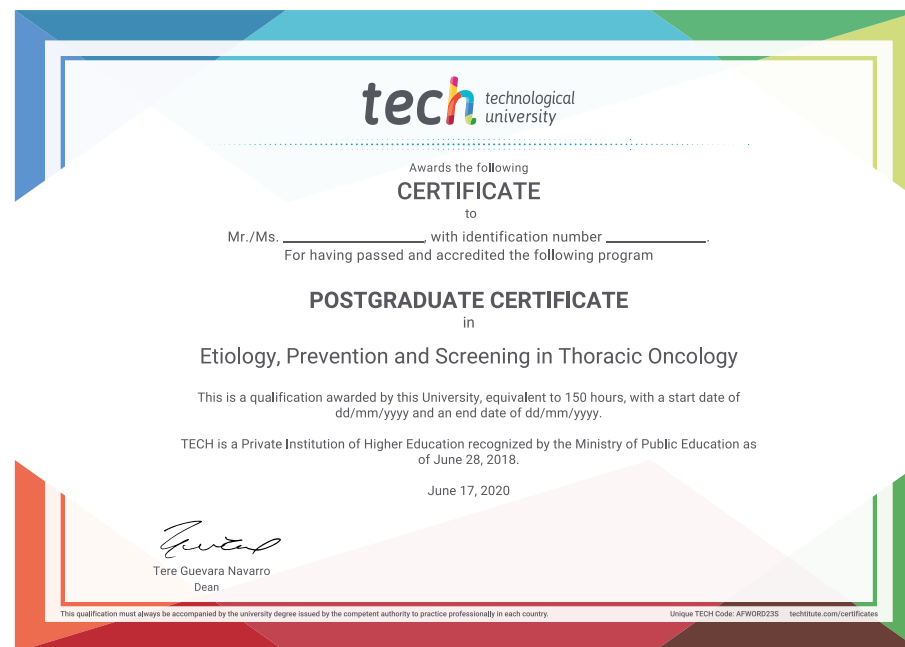 tech technological
university
Awards the following
CERTIFICATE
to
Mr./Ms. ____________________, with identification number ______________.
For having passed and accredited the following program
POSTGRADUATE CERTIFICATE
in
Etiology, Prevention and Screening in Thoracic Oncology
This is a qualification awarded by this University, equivalent to 150 hours, with a start date of
dd/mm/yyyy and an end date of dd/mm/yyyy.
TECH is a Private Institution of Higher Education recognized by the Ministry of Public Education as
of June 28, 2018.
June 17, 2020
Tere Guevara Navarro
Dean
This qualification must always be accompanied by the university degree issued by the competent authority to practice professionally in each country. Unique TECH Code: AFWORD23S techtitute.com/certificates